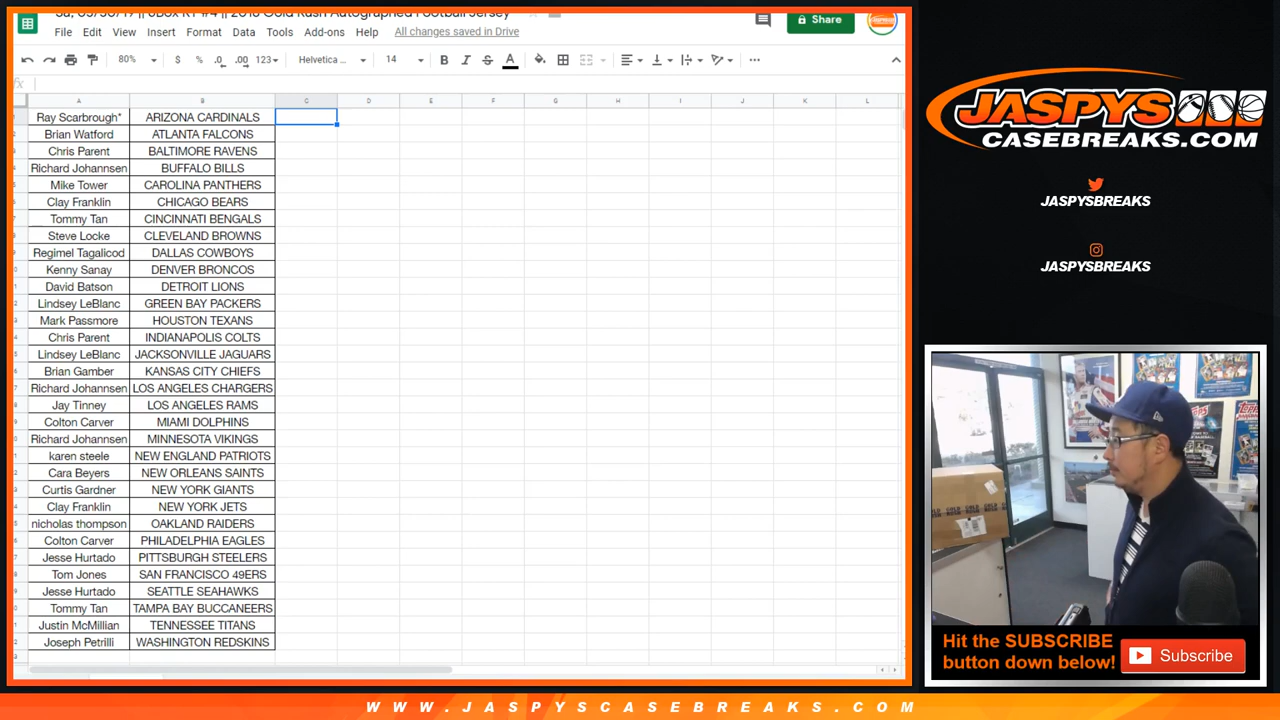 File Edit View Insert Format Data Tools Add-ons Help All changes saved in Drive
Share
80% $ % .0 .00 123 Helvetica ... 14 B I S A
fx
A B C D E F G H I J K L
Ray Scarbrough* ARIZONA CARDINALS
Brian Watford ATLANTA FALCONS
Chris Parent BALTIMORE RAVENS
Richard Johannsen BUFFALO BILLS
Mike Tower CAROLINA PANTHERS
Clay Franklin CHICAGO BEARS
Tommy Tan CINCINNATI BENGALS
Steve Locke CLEVELAND BROWNS
Regimel Tagalicod DALLAS COWBOYS
Kenny Sanay DENVER BRONCOS
David Batson DETROIT LIONS
Lindsey LeBlanc GREEN BAY PACKERS
Mark Passmore HOUSTON TEXANS
Chris Parent INDIANAPOLIS COLTS
Lindsey LeBlanc JACKSONVILLE JAGUARS
Brian Gamber KANSAS CITY CHIEFS
Richard Johannsen LOS ANGELES CHARGERS
Jay Tinney LOS ANGELES RAMS
Colton Carver MIAMI DOLPHINS
Richard Johannsen MINNESOTA VIKINGS
karen steele NEW ENGLAND PATRIOTS
Cara Beyers NEW ORLEANS SAINTS
Curtis Gardner NEW YORK GIANTS
Clay Franklin NEW YORK JETS
nicholas thompson OAKLAND RAIDERS
Colton Carver PHILADELPHIA EAGLES
Jesse Hurtado PITTSBURGH STEELERS
Tom Jones SAN FRANCISCO 49ERS
Jesse Hurtado SEATTLE SEAHAWKS
Tommy Tan TAMPA BAY BUCCANEERS
Justin McMillian TENNESSEE TITANS
Joseph Petrilli WASHINGTON REDSKINS
JASPYS
CASEBREAKS.COM
JASPYSBREAKS
JASPYSBREAKS
GOLD RUSH
TOPPS
Hit the SUBSCRIBE
button down below!
Subscribe
WWW.JASPYSCASEBREAKS.COM